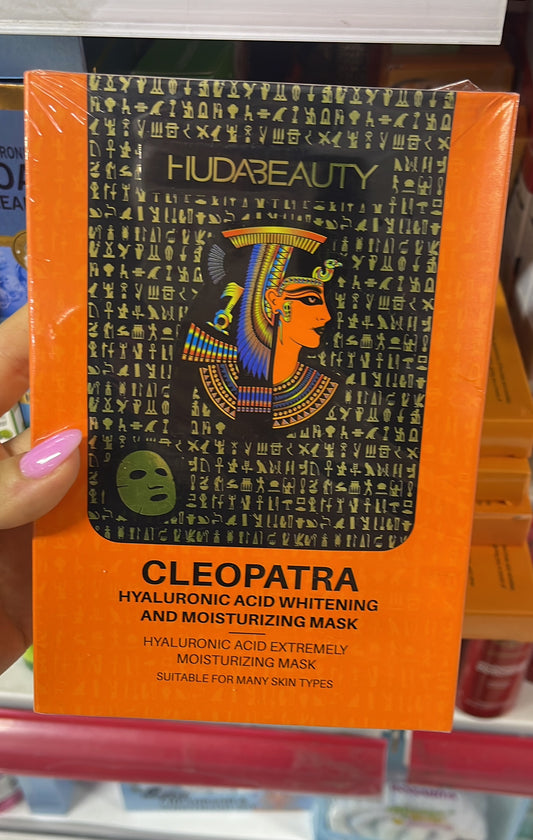 HUDABEAUTY
CLEOPATRA
HYALURONIC ACID WHITENING
AND MOISTURIZING MASK
HYALURONIC ACID EXTREMELY
MOISTURIZING MASK
SUITABLE FOR MANY SKIN TYPES